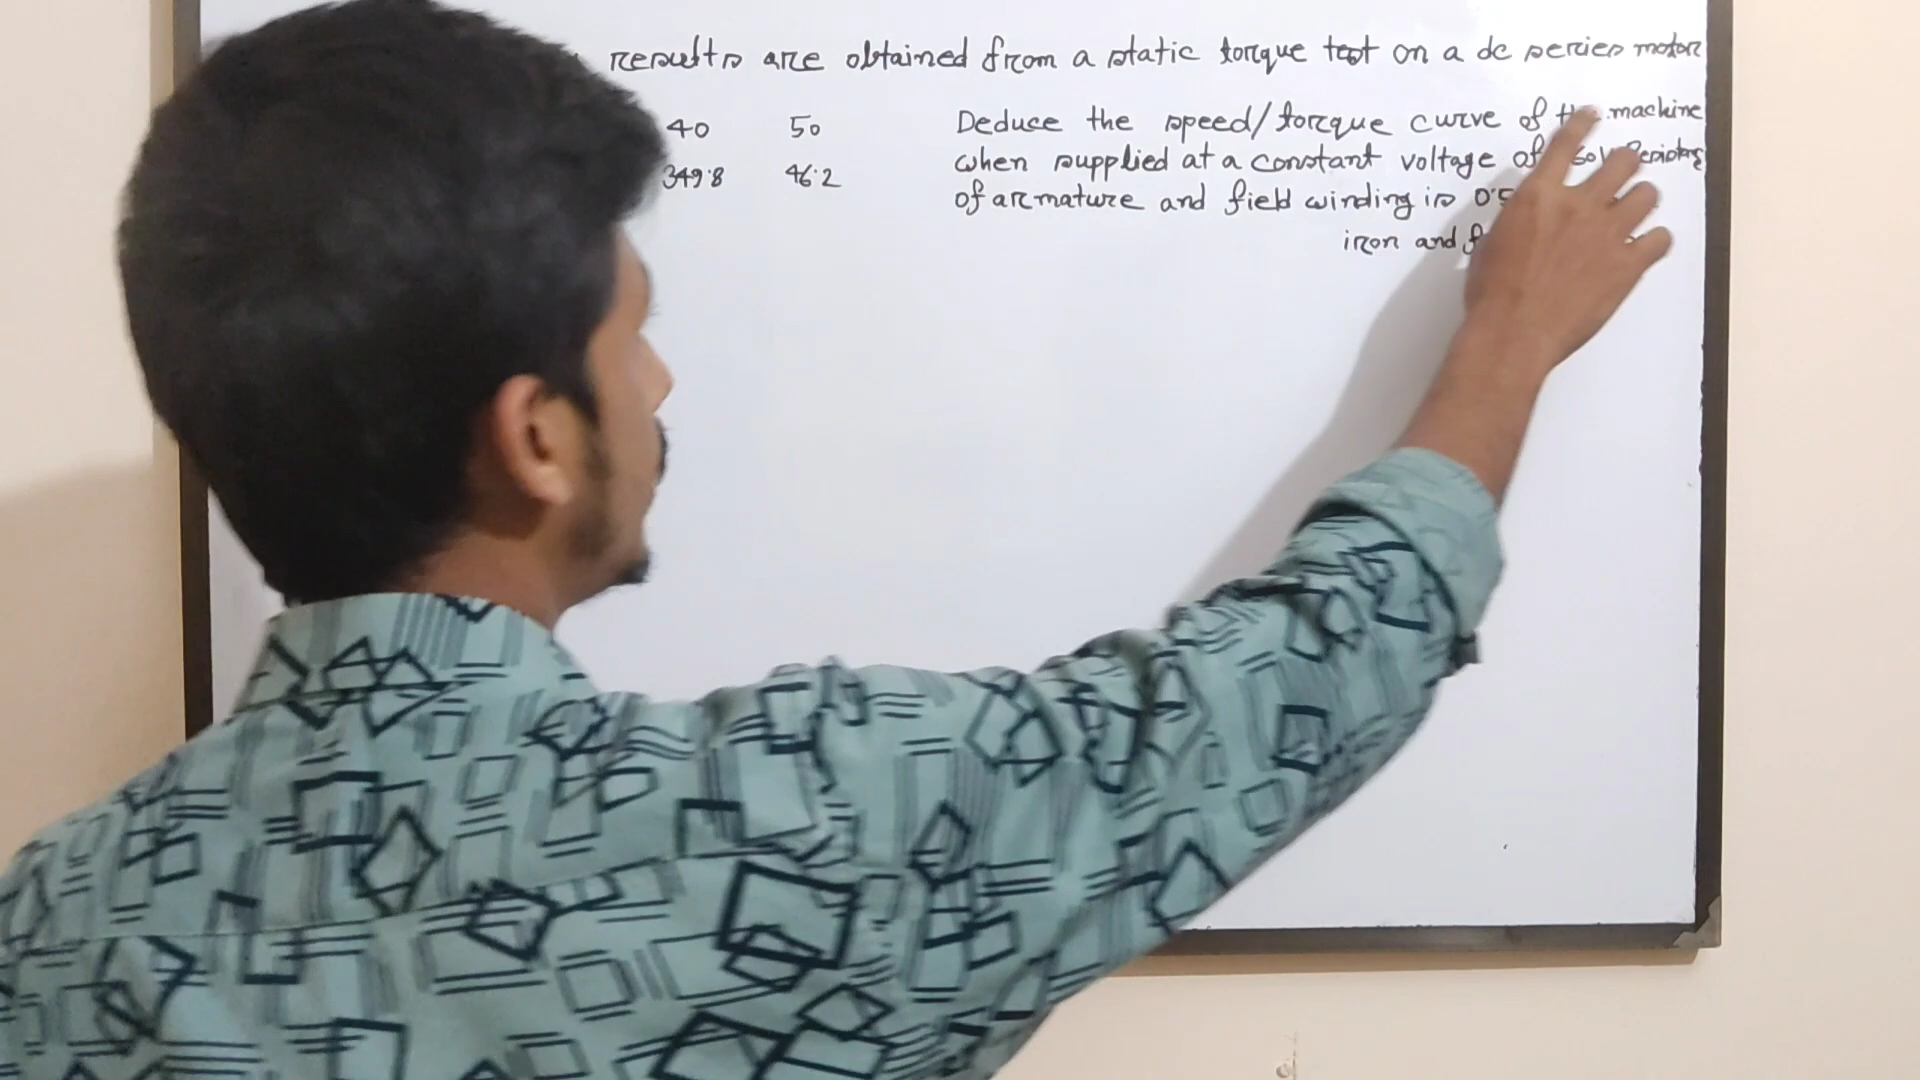 results are obtained from a static torque test on a dc series motor
40 50
349.8 46.2
Deduce the speed/torque curve of the machine
when supplied at a constant voltage of
of armature and field winding is 0.5
iron and